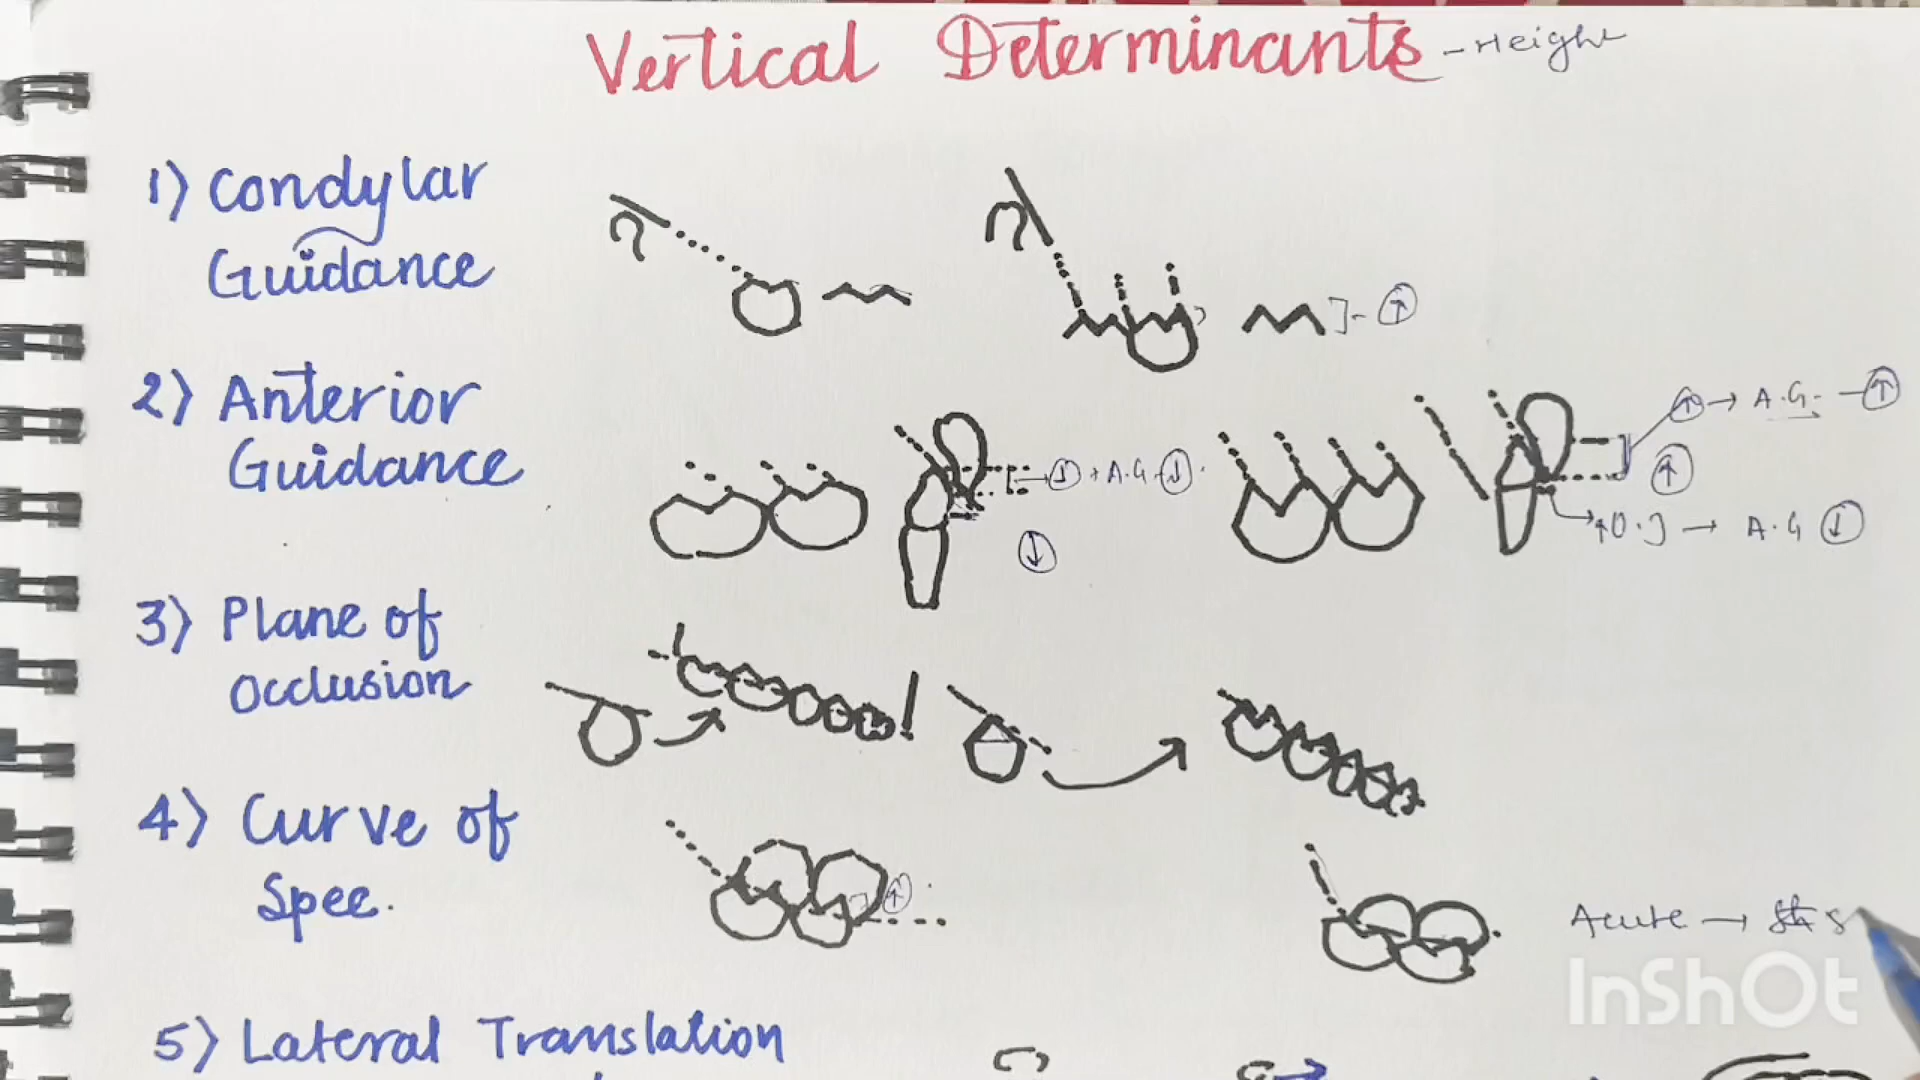 Vertical Determinants - Height
1) Condylar
Guidance
↑
2) Anterior
Guidance
↓ + A.G - ↓
↓
↑ → A.G. - ↑
↑
↑O.J → A.G ↓
3) Plane of
Occlusion
4) Curve of
Spee.
↑
Acute →
InShOt
5) Lateral Translation